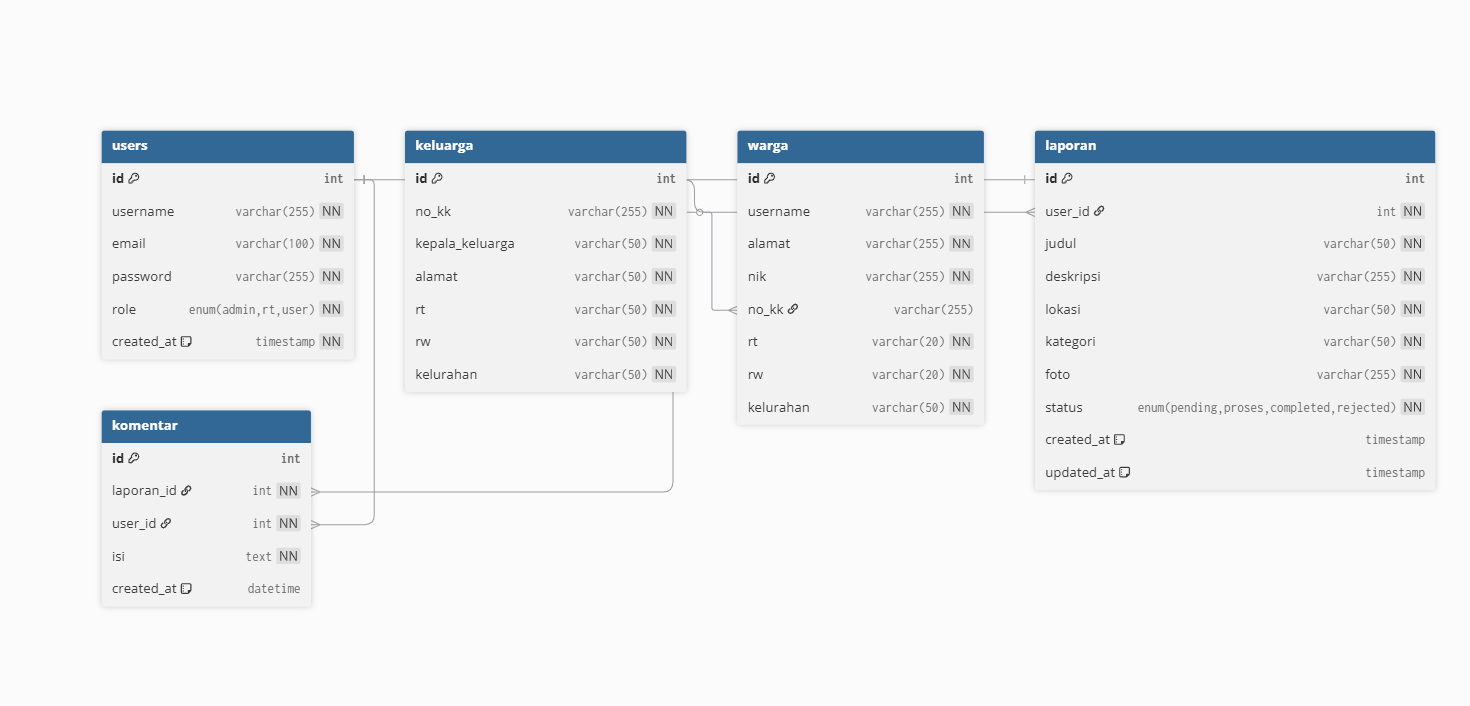 users
id int
username varchar(255) NN
email varchar(100) NN
password varchar(255) NN
role enum(admin,rt,user) NN
created_at timestamp NN
keluarga
id int
no_kk varchar(255) NN
kepala_keluarga varchar(50) NN
alamat varchar(50) NN
rt varchar(50) NN
rw varchar(50) NN
kelurahan varchar(50) NN
warga
id int
username varchar(255) NN
alamat varchar(255) NN
nik varchar(255) NN
no_kk varchar(255)
rt varchar(20) NN
rw varchar(20) NN
kelurahan varchar(50) NN
laporan
id int
user_id int NN
judul varchar(50) NN
deskripsi varchar(255) NN
lokasi varchar(50) NN
kategori varchar(50) NN
foto varchar(255) NN
status enum(pending,proses,completed,rejected) NN
created_at timestamp
updated_at timestamp
komentar
id int
laporan_id int NN
user_id int NN
isi text NN
created_at datetime